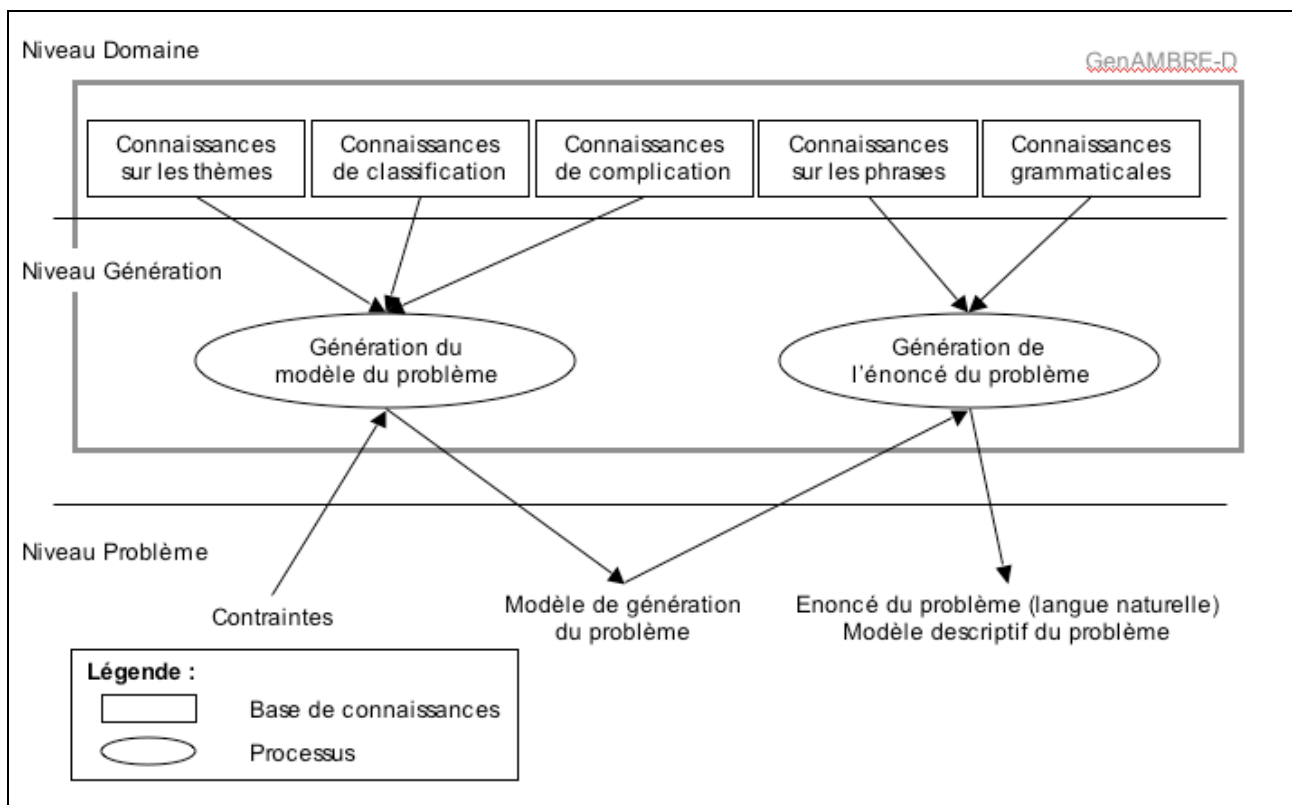 Niveau Domaine
GenAMBRE-D
Connaissances
sur les thèmes
Connaissances
de classification
Connaissances
de complication
Connaissances
sur les phrases
Connaissances
grammaticales
Niveau Génération
Génération du
modèle du problème
Génération de
l'énoncé du problème
Niveau Problème
Contraintes
Modèle de génération
du problème
Enoncé du problème (langue naturelle)
Modèle descriptif du problème
Légende :
Base de connaissances
Processus